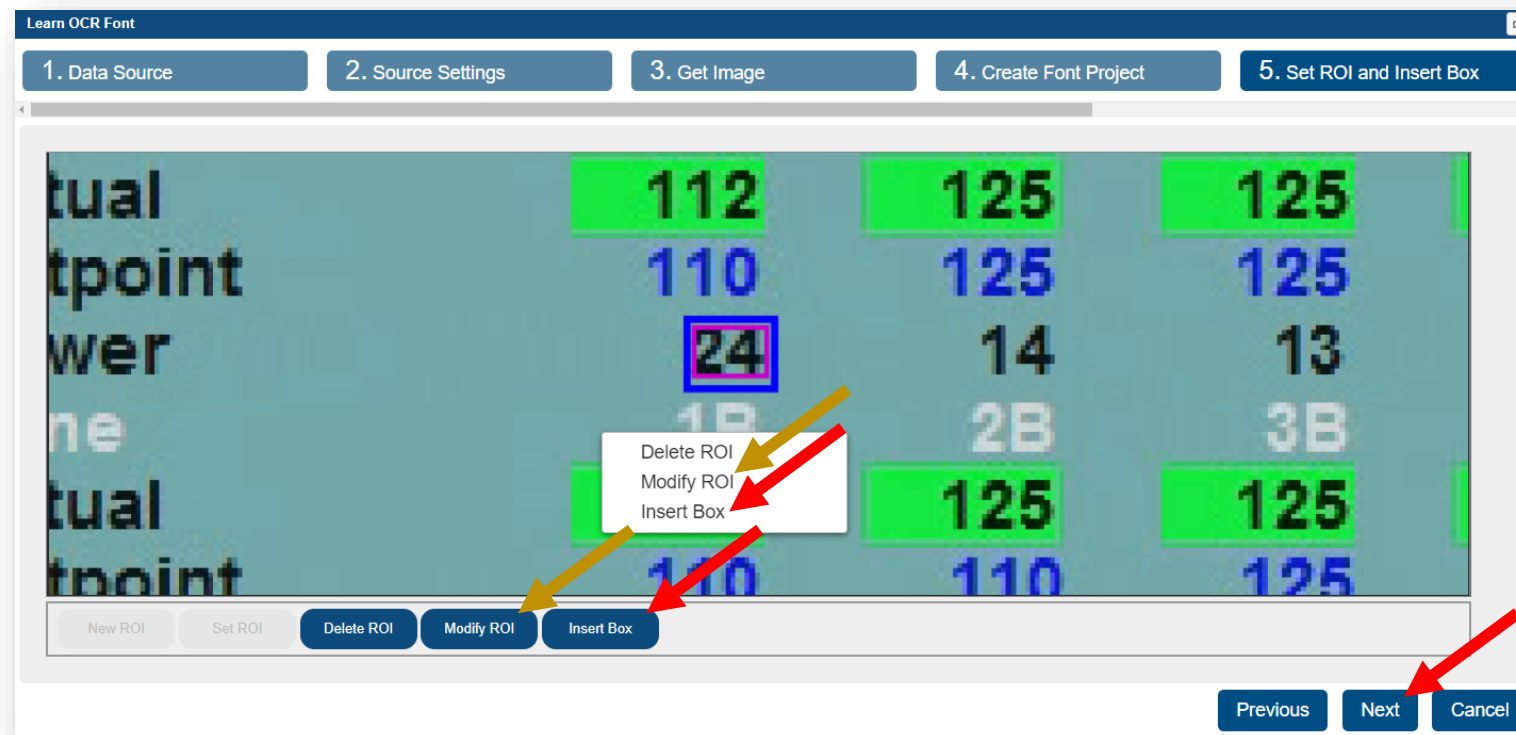 Learn OCR Font
1. Data Source 2. Source Settings 3. Get Image 4. Create Font Project 5. Set ROI and Insert Box
tual 112 125 125
tpoint 110 125 125
wer 24 14 13
ne 1B 2B 3B
Delete ROI
Modify ROI
Insert Box
tual 125 125
tpoint 110 110 125
New ROI Set ROI Delete ROI Modify ROI Insert Box
Previous Next Cancel